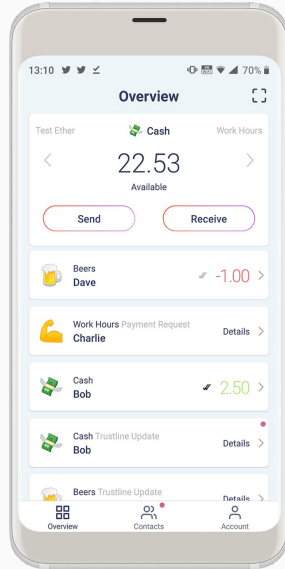 13:10 70%
Overview
Test Ether Cash Work Hours
22.53
Available
Send Receive
Beers
Dave -1.00
Work Hours Payment Request
Charlie Details
Cash
Bob 2.50
Cash Trustline Update
Bob Details
Beers Trustline Update
Details
Overview Contacts Account